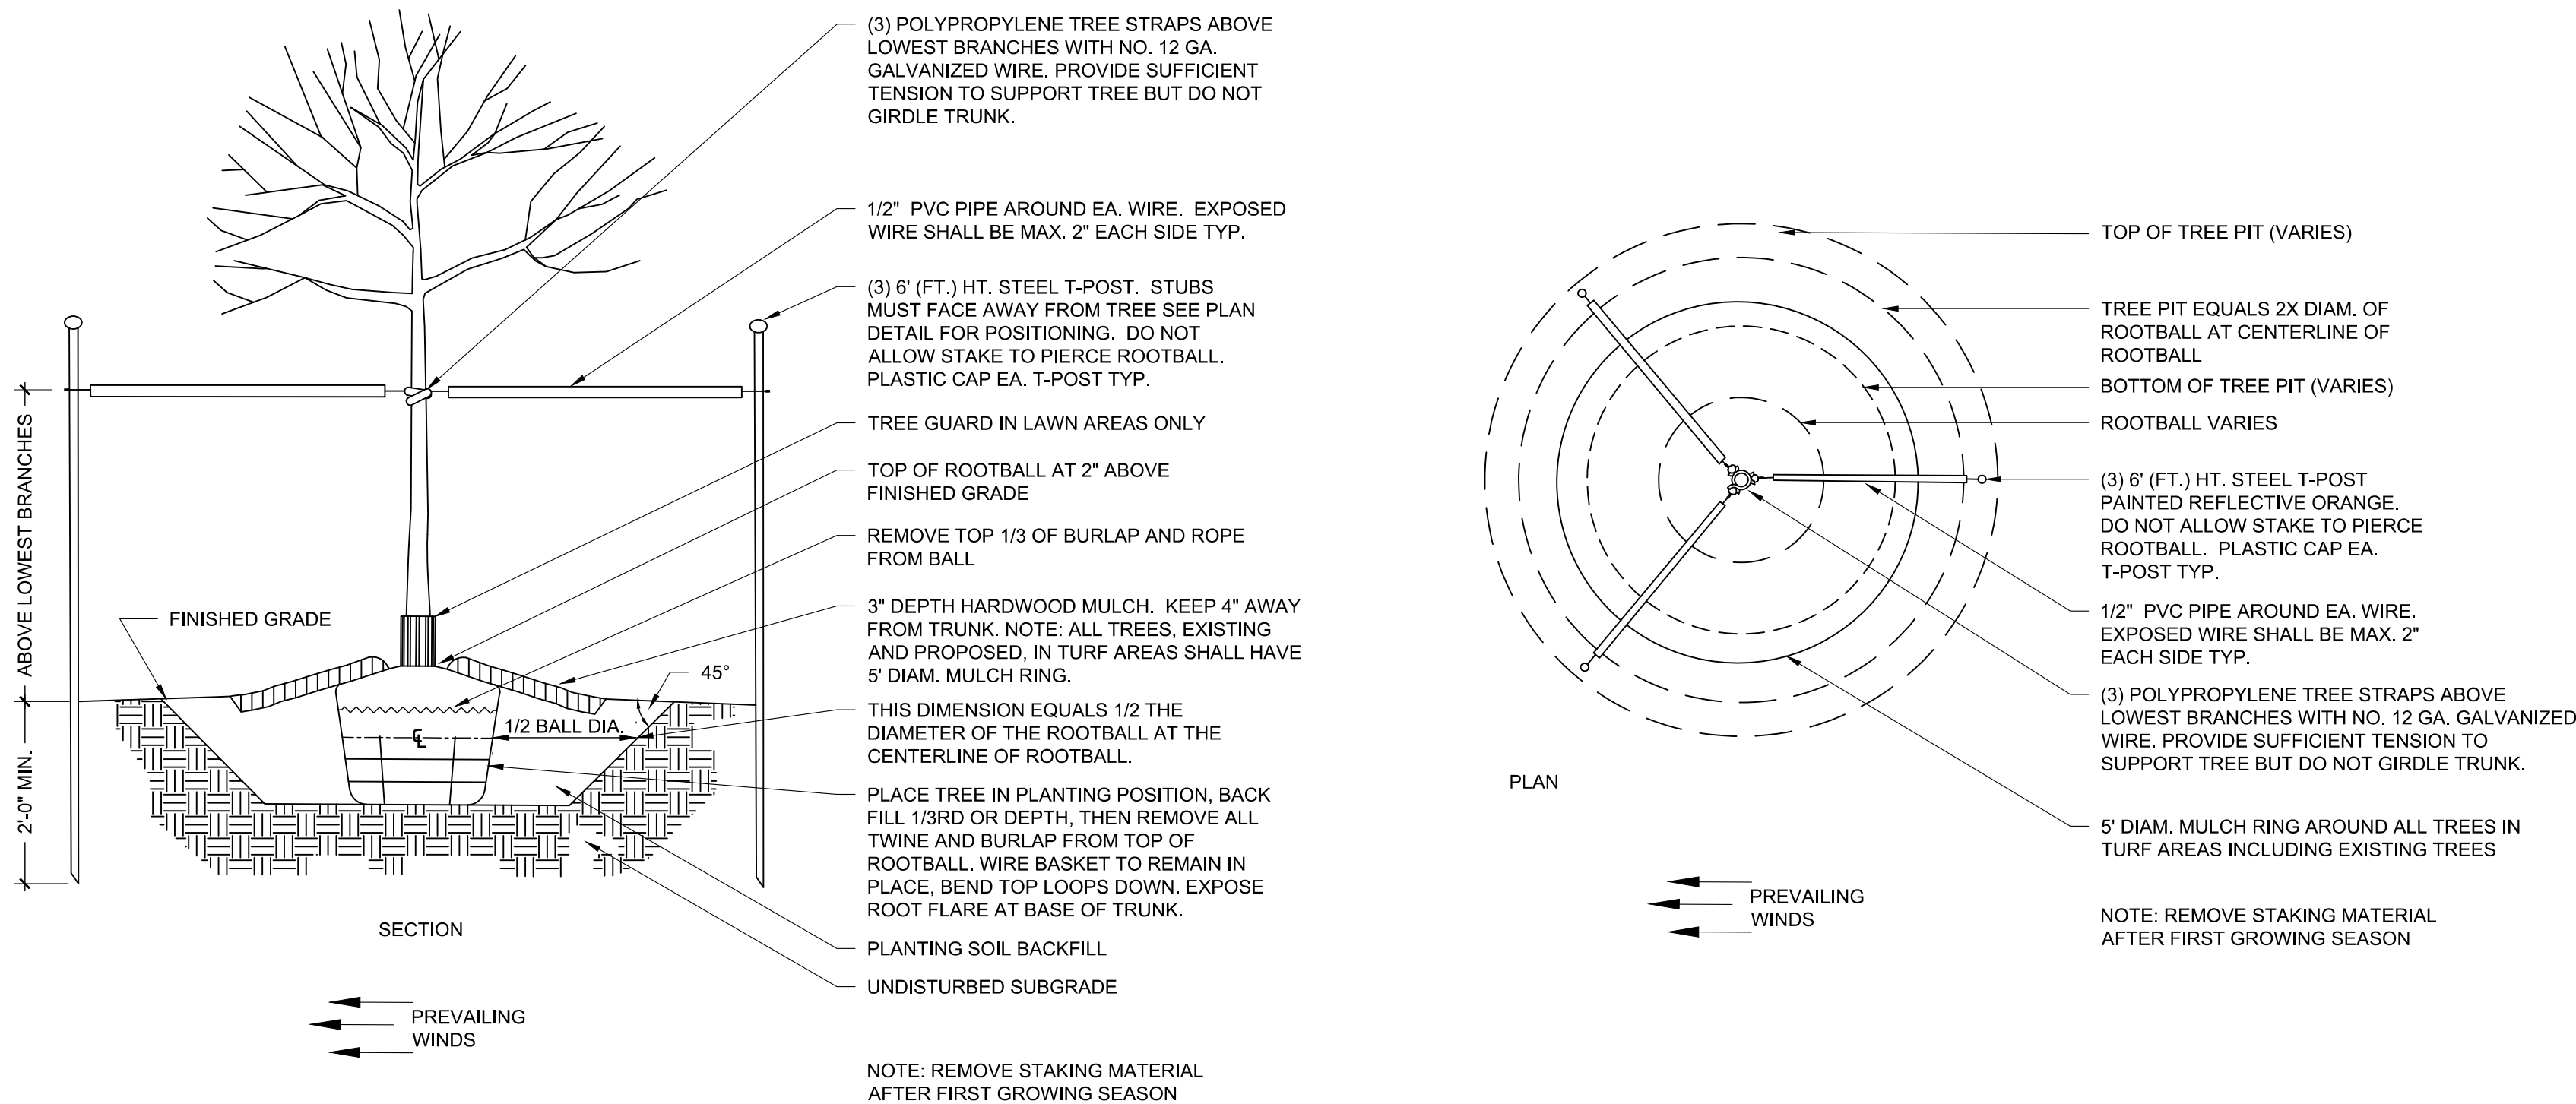 (3) POLYPROPYLENE TREE STRAPS ABOVE
LOWEST BRANCHES WITH NO. 12 GA.
GALVANIZED WIRE. PROVIDE SUFFICIENT
TENSION TO SUPPORT TREE BUT DO NOT
GIRDLE TRUNK.
1/2" PVC PIPE AROUND EA. WIRE. EXPOSED
WIRE SHALL BE MAX. 2" EACH SIDE TYP.
(3) 6' (FT.) HT. STEEL T-POST. STUBS
MUST FACE AWAY FROM TREE SEE PLAN
DETAIL FOR POSITIONING. DO NOT
ALLOW STAKE TO PIERCE ROOTBALL.
PLASTIC CAP EA. T-POST TYP.
TREE GUARD IN LAWN AREAS ONLY
TOP OF ROOTBALL AT 2" ABOVE
FINISHED GRADE
REMOVE TOP 1/3 OF BURLAP AND ROPE
FROM BALL
3" DEPTH HARDWOOD MULCH. KEEP 4" AWAY
FROM TRUNK. NOTE: ALL TREES, EXISTING
AND PROPOSED, IN TURF AREAS SHALL HAVE
5' DIAM. MULCH RING.
THIS DIMENSION EQUALS 1/2 THE
DIAMETER OF THE ROOTBALL AT THE
CENTERLINE OF ROOTBALL.
PLACE TREE IN PLANTING POSITION, BACK
FILL 1/3RD OR DEPTH, THEN REMOVE ALL
TWINE AND BURLAP FROM TOP OF
ROOTBALL. WIRE BASKET TO REMAIN IN
PLACE, BEND TOP LOOPS DOWN. EXPOSE
ROOT FLARE AT BASE OF TRUNK.
PLANTING SOIL BACKFILL
UNDISTURBED SUBGRADE
ABOVE LOWEST BRANCHES
2'-0" MIN.
FINISHED GRADE
45°
1/2 BALL DIA.
CL
SECTION
PREVAILING
WINDS
NOTE: REMOVE STAKING MATERIAL
AFTER FIRST GROWING SEASON
TOP OF TREE PIT (VARIES)
TREE PIT EQUALS 2X DIAM. OF
ROOTBALL AT CENTERLINE OF
ROOTBALL
BOTTOM OF TREE PIT (VARIES)
ROOTBALL VARIES
(3) 6' (FT.) HT. STEEL T-POST
PAINTED REFLECTIVE ORANGE.
DO NOT ALLOW STAKE TO PIERCE
ROOTBALL. PLASTIC CAP EA.
T-POST TYP.
1/2" PVC PIPE AROUND EA. WIRE.
EXPOSED WIRE SHALL BE MAX. 2"
EACH SIDE TYP.
(3) POLYPROPYLENE TREE STRAPS ABOVE
LOWEST BRANCHES WITH NO. 12 GA. GALVANIZED
WIRE. PROVIDE SUFFICIENT TENSION TO
SUPPORT TREE BUT DO NOT GIRDLE TRUNK.
5' DIAM. MULCH RING AROUND ALL TREES IN
TURF AREAS INCLUDING EXISTING TREES
PLAN
PREVAILING
WINDS
NOTE: REMOVE STAKING MATERIAL
AFTER FIRST GROWING SEASON